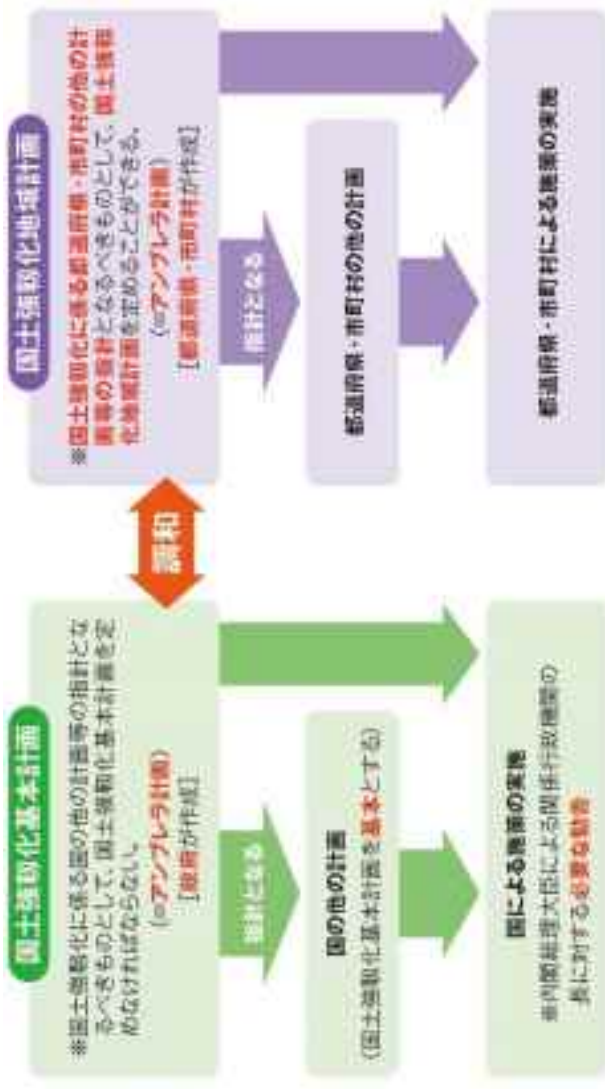 国土強靱化基本計画
※国土強靱化に係る国の他の計画等の指針とな
るべきものとして、国土強靱化基本計画を定
めなければならない。
(=アンブレラ計画)
[政府が作成]
指針となる
国の他の計画
(国土強靱化基本計画を基本とする)
国による施策の実施
※内閣総理大臣による関係行政機関の
長に対する必要な勧告
調和
国土強靱化地域計画
※国土強靱化に係る都道府県・市町村の他の計
画等の指針となるべきものとして、国土強靱
化地域計画を定めることができる。
(=アンブレラ計画)
[都道府県・市町村が作成]
指針となる
都道府県・市町村の他の計画
都道府県・市町村による施策の実施